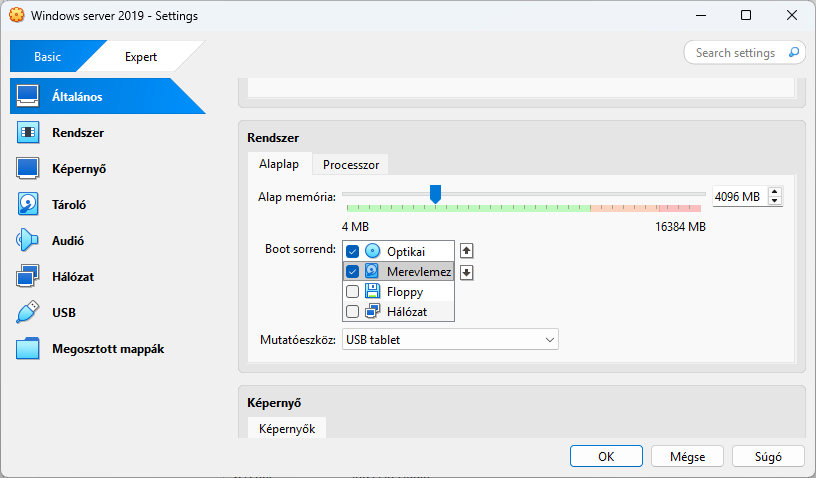 Windows server 2019 - Settings
Basic
Expert
Search settings
Általános
Rendszer
Képernyő
Tároló
Audió
Hálózat
USB
Megosztott mappák
Rendszer
Alaplap
Processzor
Alap memória:
4096 MB
4 MB
16384 MB
Boot sorrend:
Optikai
Merevlemez
Floppy
Hálózat
Mutatóeszköz:
USB tablet
Képernyő
Képernyők
OK
Mégse
Súgó